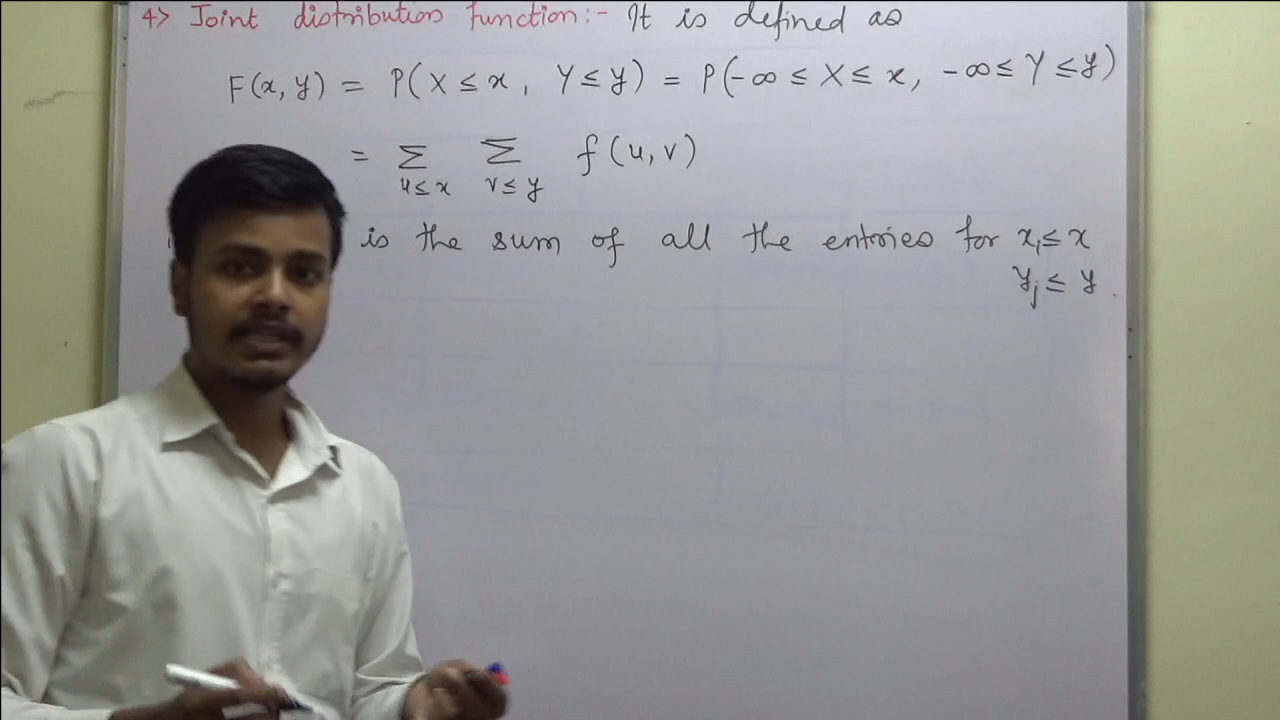 4> Joint distribution function:- It is defined as
F(x, y) = P(X ≤ x, Y ≤ y) = P(-∞ ≤ X ≤ x, -∞ ≤ Y ≤ y)
= Σ Σ f(u, v)
u≤x v≤y
is the sum of all the entries for xᵢ ≤ x
yⱼ ≤ y.